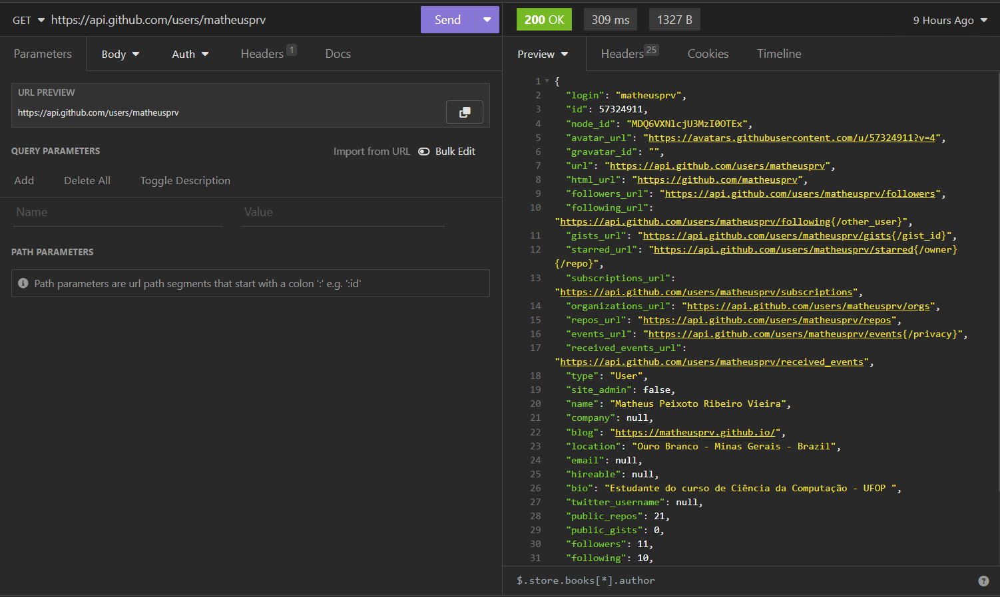 GET https://api.github.com/users/matheusprv Send
200 OK 309 ms 1327 B 9 Hours Ago
Parameters Body Auth Headers 1 Docs
Preview Headers 25 Cookies Timeline
URL PREVIEW
https://api.github.com/users/matheusprv
QUERY PARAMETERS Import from URL Bulk Edit
Add Delete All Toggle Description
Name Value
PATH PARAMETERS
Path parameters are url path segments that start with a colon ':' e.g. ':id'
1 {
2 "login": "matheusprv",
3 "id": 57324911,
4 "node_id": "MDQ6VXNlcjU3MzI0OTEx",
5 "avatar_url": "https://avatars.githubusercontent.com/u/57324911?v=4",
6 "gravatar_id": "",
7 "url": "https://api.github.com/users/matheusprv",
8 "html_url": "https://github.com/matheusprv",
9 "followers_url": "https://api.github.com/users/matheusprv/followers",
10 "following_url":
"https://api.github.com/users/matheusprv/following{/other_user}",
11 "gists_url": "https://api.github.com/users/matheusprv/gists{/gist_id}",
12 "starred_url": "https://api.github.com/users/matheusprv/starred{/owner}
{/repo}",
13 "subscriptions_url":
"https://api.github.com/users/matheusprv/subscriptions",
14 "organizations_url": "https://api.github.com/users/matheusprv/orgs",
15 "repos_url": "https://api.github.com/users/matheusprv/repos",
16 "events_url": "https://api.github.com/users/matheusprv/events{/privacy}",
17 "received_events_url":
"https://api.github.com/users/matheusprv/received_events",
18 "type": "User",
19 "site_admin": false,
20 "name": "Matheus Peixoto Ribeiro Vieira",
21 "company": null,
22 "blog": "https://matheusprv.github.io/",
23 "location": "Ouro Branco - Minas Gerais - Brazil",
24 "email": null,
25 "hireable": null,
26 "bio": "Estudante do curso de Ciência da Computação - UFOP ",
27 "twitter_username": null,
28 "public_repos": 21,
29 "public_gists": 0,
30 "followers": 11,
31 "following": 10,
$.store.books[*].author ?